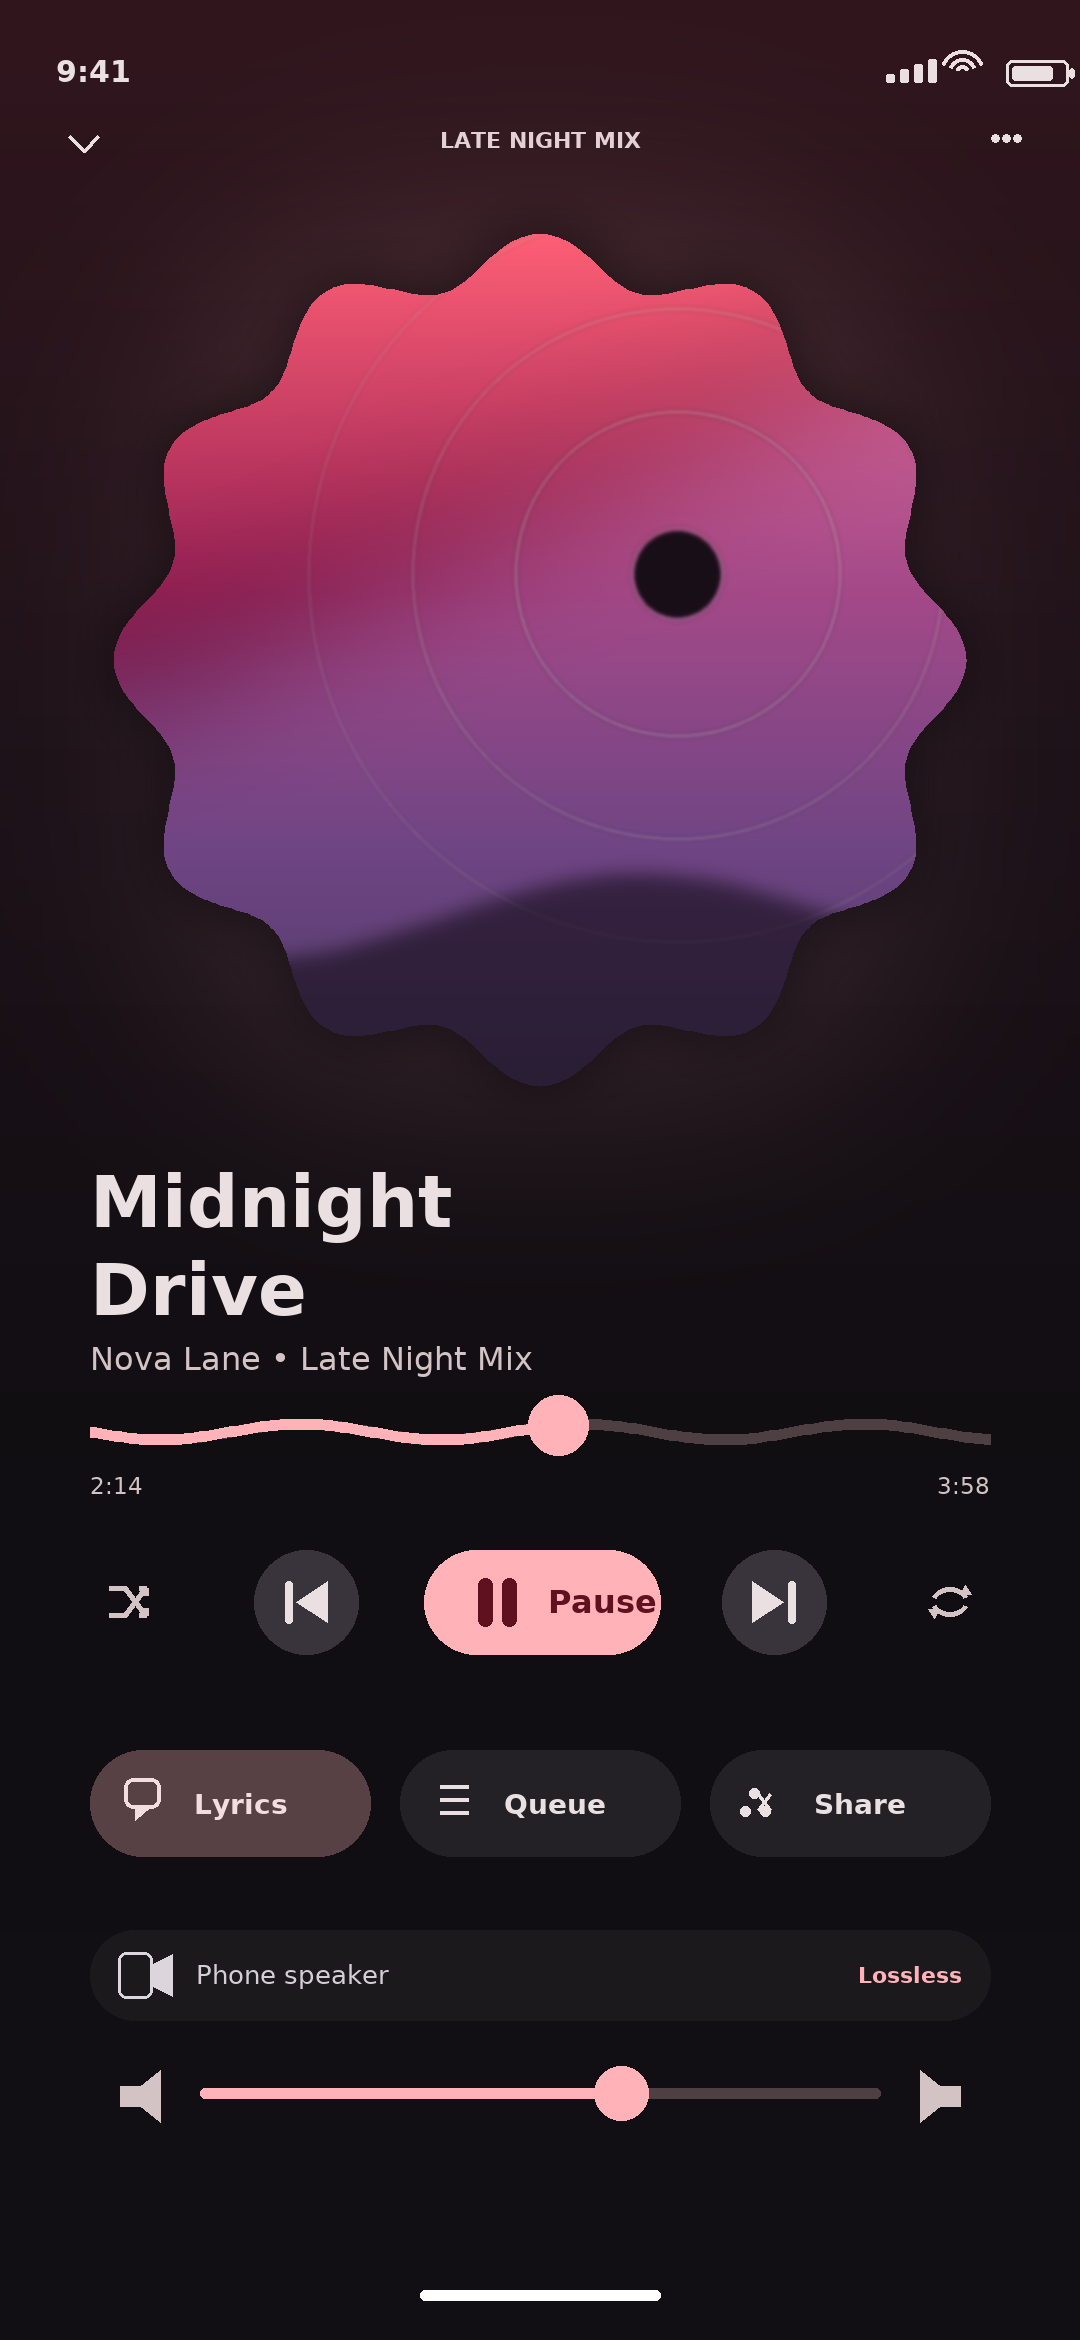 9:41
LATE NIGHT MIX
Midnight
Drive
Nova Lane • Late Night Mix
2:14
3:58
Pause
Lyrics
Queue
Share
Phone speaker
Lossless